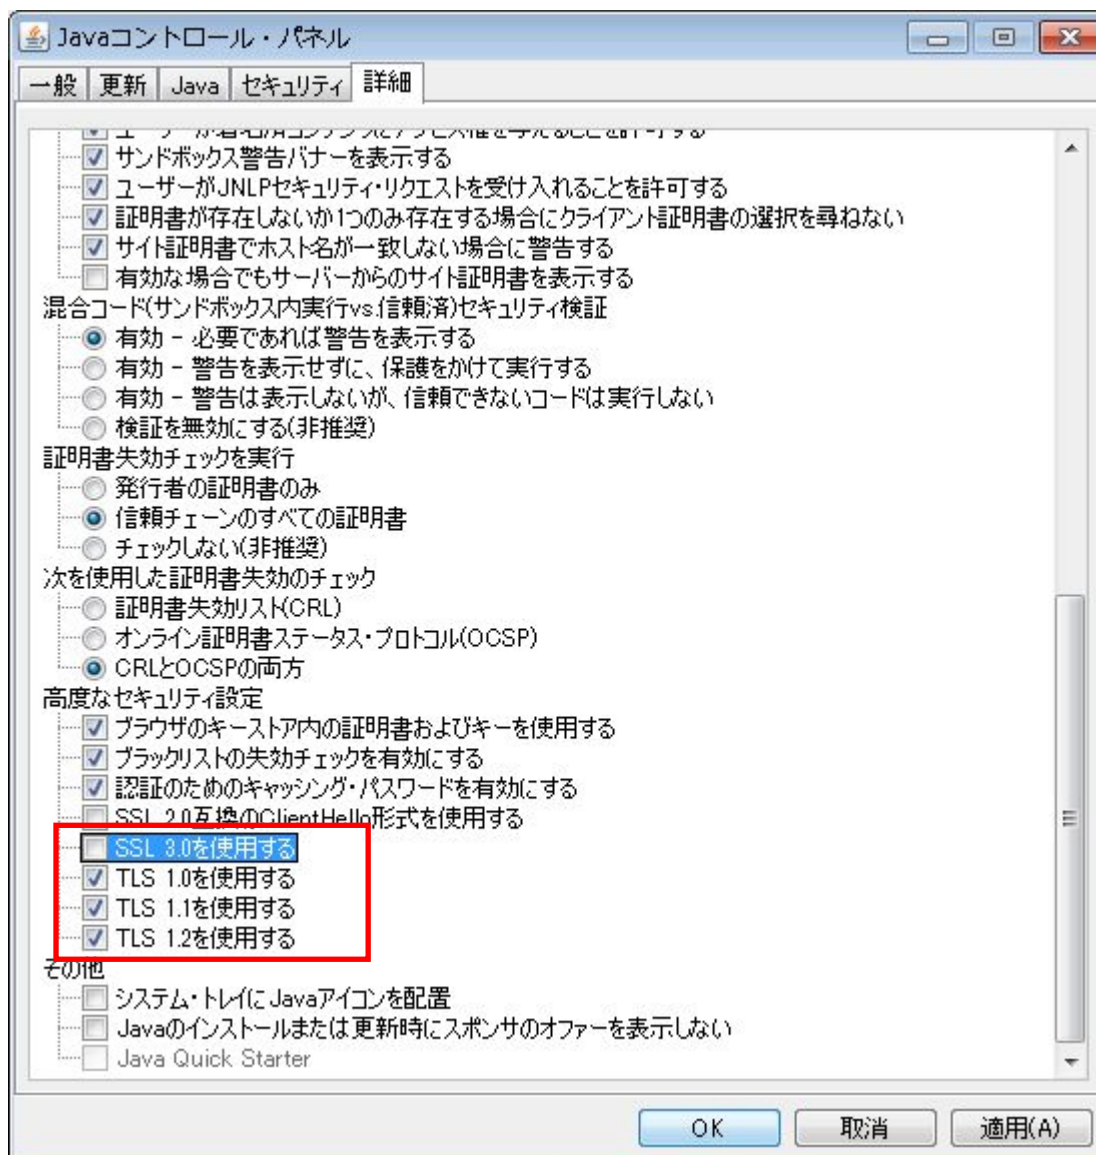 Javaコントロール・パネル
一般 更新 Java セキュリティ 詳細
サンドボックス警告バナーを表示する
ユーザーがJNLPセキュリティ・リクエストを受け入れることを許可する
証明書が存在しないか1つのみ存在する場合にクライアント証明書の選択を尋ねない
サイト証明書でホスト名が一致しない場合に警告する
有効な場合でもサーバーからのサイト証明書を表示する
混合コード(サンドボックス内実行vs.信頼済)セキュリティ検証
有効 - 必要であれば警告を表示する
有効 - 警告を表示せずに、保護をかけて実行する
有効 - 警告は表示しないが、信頼できないコードは実行しない
検証を無効にする(非推奨)
証明書失効チェックを実行
発行者の証明書のみ
信頼チェーンのすべての証明書
チェックしない(非推奨)
次を使用した証明書失効のチェック
証明書失効リスト(CRL)
オンライン証明書ステータス・プロトコル(OCSP)
CRLとOCSPの両方
高度なセキュリティ設定
ブラウザのキーストア内の証明書およびキーを使用する
ブラックリストの失効チェックを有効にする
認証のためのキャッシング・パスワードを有効にする
SSL 2.0互換のClientHello形式を使用する
SSL 3.0を使用する
TLS 1.0を使用する
TLS 1.1を使用する
TLS 1.2を使用する
その他
システム・トレイにJavaアイコンを配置
Javaのインストールまたは更新時にスポンサのオファーを表示しない
Java Quick Starter
OK 取消 適用(A)